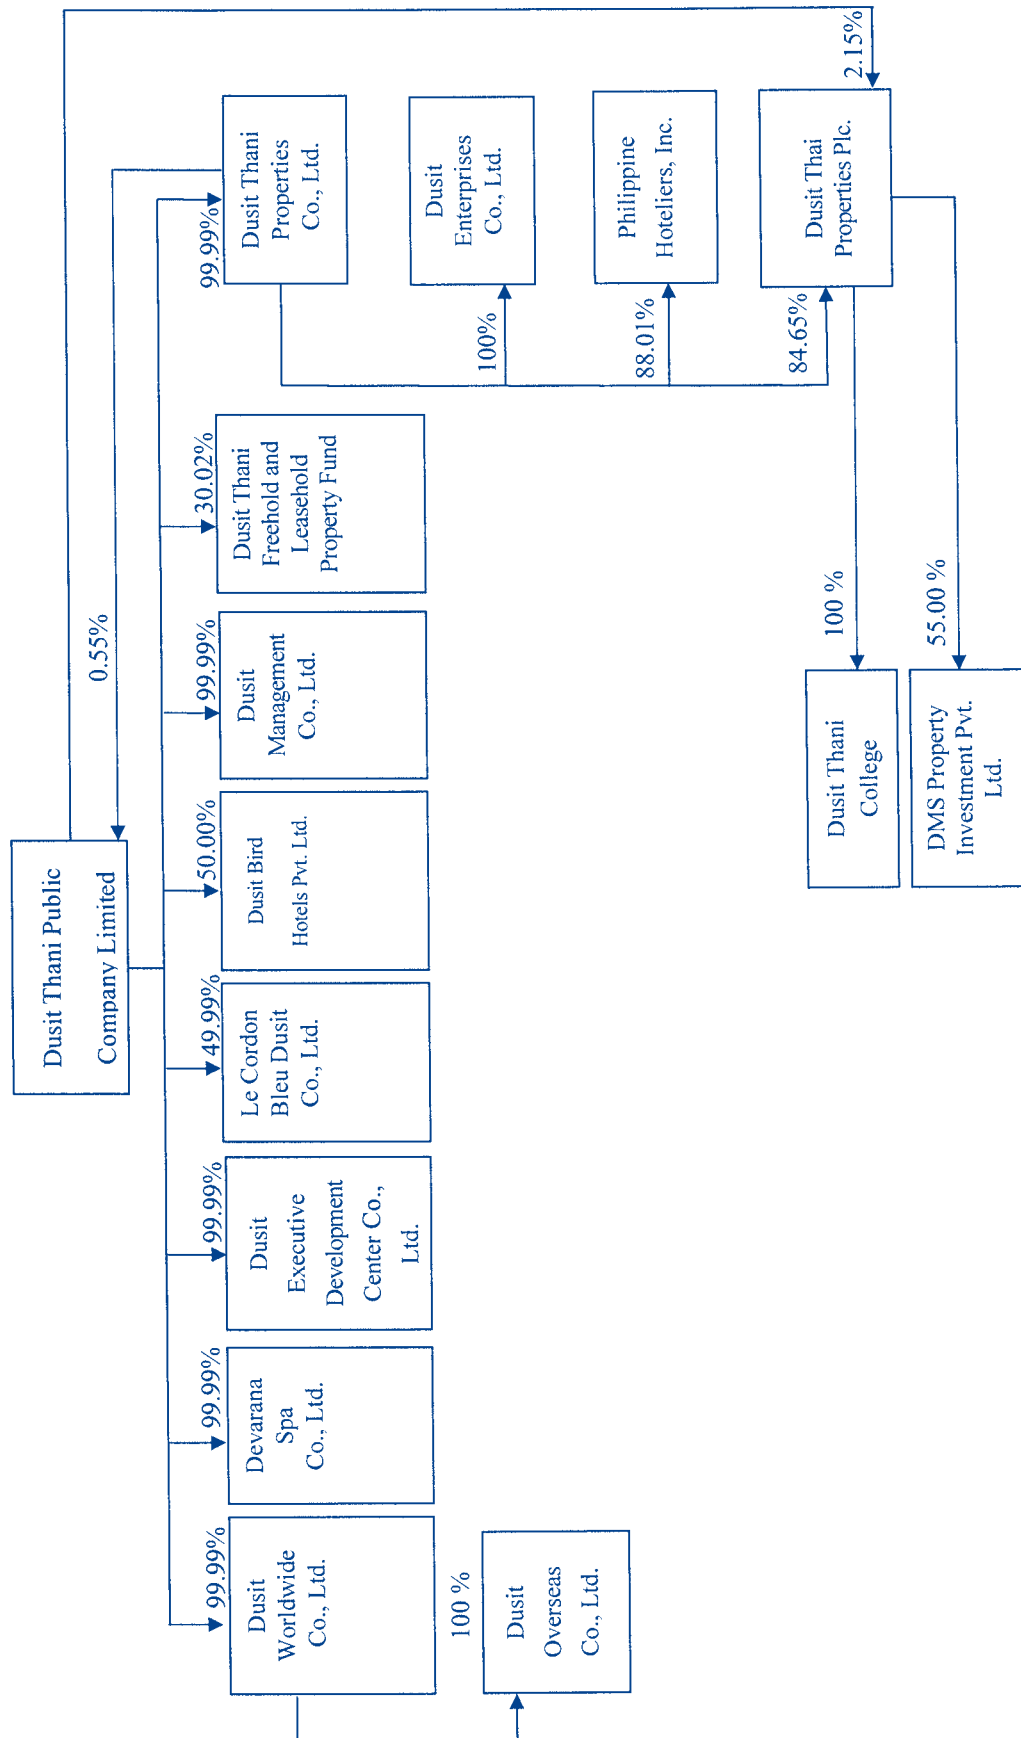 Dusit Thani Public
Company Limited
0.55%
2.15%
99.99%
Dusit
Worldwide
Co., Ltd.
99.99%
Devarana
Spa
Co., Ltd.
99.99%
Dusit
Executive
Development
Center Co.,
Ltd.
49.99%
Le Cordon
Bleu Dusit
Co., Ltd.
50.00%
Dusit Bird
Hotels Pvt. Ltd.
99.99%
Dusit
Management
Co., Ltd.
30.02%
Dusit Thani
Freehold and
Leasehold
Property Fund
99.99%
Dusit Thani
Properties
Co., Ltd.
100 %
Dusit
Overseas
Co., Ltd.
100%
Dusit
Enterprises
Co., Ltd.
88.01%
Philippine
Hoteliers, Inc.
84.65%
Dusit Thai
Properties Plc.
100 %
Dusit Thani
College
55.00 %
DMS Property
Investment Pvt.
Ltd.